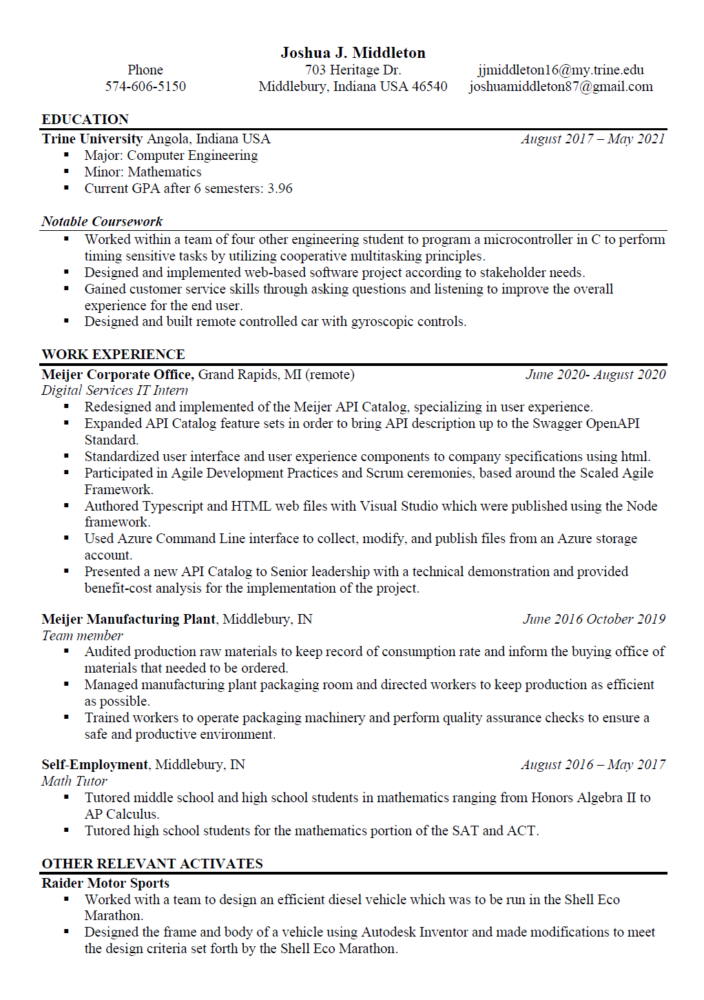 Joshua J. Middleton
Phone 703 Heritage Dr. jjmiddleton16@my.trine.edu
574-606-5150 Middlebury, Indiana USA 46540 joshuamiddleton87@gmail.com
EDUCATION
Trine University Angola, Indiana USA August 2017 – May 2021
▪ Major: Computer Engineering
▪ Minor: Mathematics
▪ Current GPA after 6 semesters: 3.96
Notable Coursework
▪ Worked within a team of four other engineering student to program a microcontroller in C to perform
timing sensitive tasks by utilizing cooperative multitasking principles.
▪ Designed and implemented web-based software project according to stakeholder needs.
▪ Gained customer service skills through asking questions and listening to improve the overall
experience for the end user.
▪ Designed and built remote controlled car with gyroscopic controls.
WORK EXPERIENCE
Meijer Corporate Office, Grand Rapids, MI (remote) June 2020- August 2020
Digital Services IT Intern
▪ Redesigned and implemented of the Meijer API Catalog, specializing in user experience.
▪ Expanded API Catalog feature sets in order to bring API description up to the Swagger OpenAPI
Standard.
▪ Standardized user interface and user experience components to company specifications using html.
▪ Participated in Agile Development Practices and Scrum ceremonies, based around the Scaled Agile
Framework.
▪ Authored Typescript and HTML web files with Visual Studio which were published using the Node
framework.
▪ Used Azure Command Line interface to collect, modify, and publish files from an Azure storage
account.
▪ Presented a new API Catalog to Senior leadership with a technical demonstration and provided
benefit-cost analysis for the implementation of the project.
Meijer Manufacturing Plant, Middlebury, IN June 2016 October 2019
Team member
▪ Audited production raw materials to keep record of consumption rate and inform the buying office of
materials that needed to be ordered.
▪ Managed manufacturing plant packaging room and directed workers to keep production as efficient
as possible.
▪ Trained workers to operate packaging machinery and perform quality assurance checks to ensure a
safe and productive environment.
Self-Employment, Middlebury, IN August 2016 – May 2017
Math Tutor
▪ Tutored middle school and high school students in mathematics ranging from Honors Algebra II to
AP Calculus.
▪ Tutored high school students for the mathematics portion of the SAT and ACT.
OTHER RELEVANT ACTIVATES
Raider Motor Sports
▪ Worked with a team to design an efficient diesel vehicle which was to be run in the Shell Eco
Marathon.
▪ Designed the frame and body of a vehicle using Autodesk Inventor and made modifications to meet
the design criteria set forth by the Shell Eco Marathon.